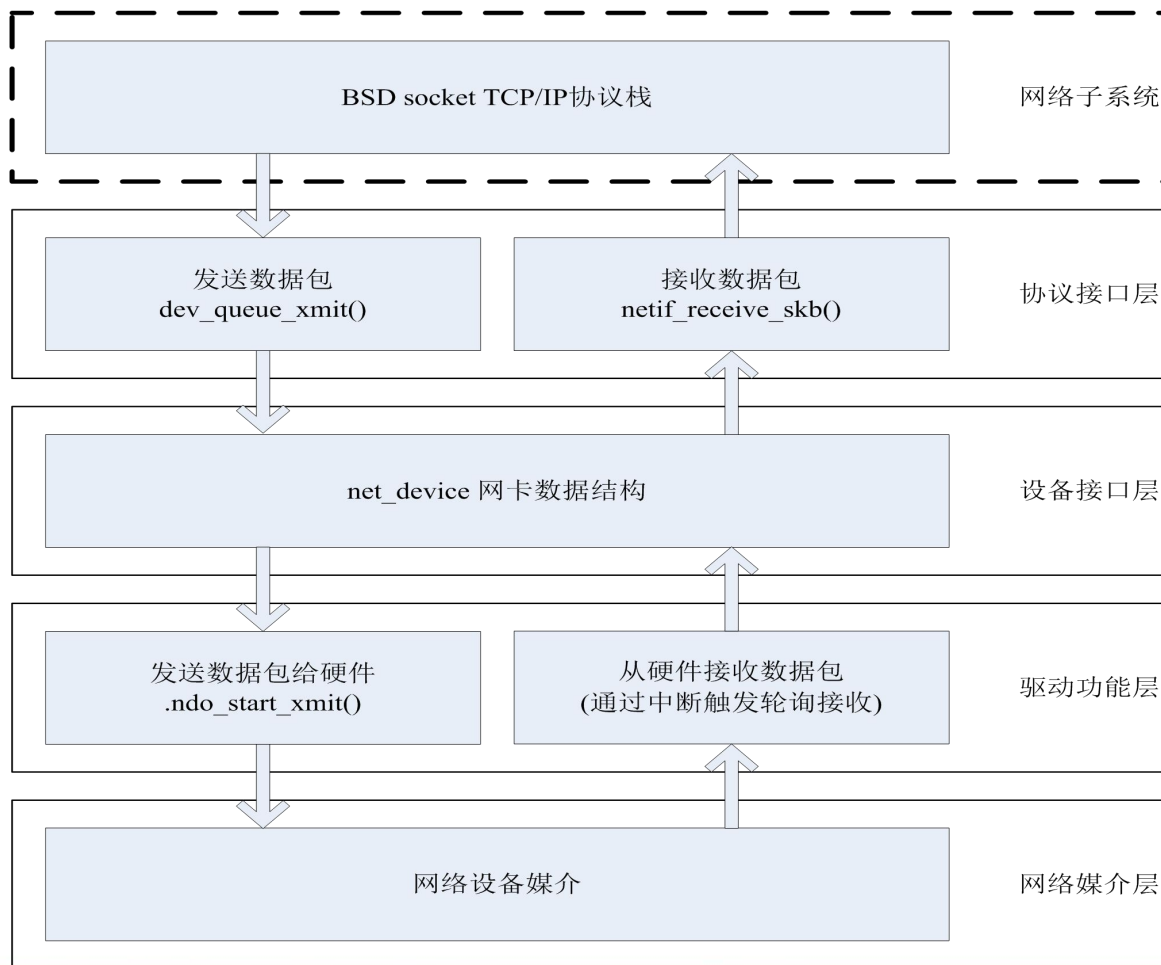 BSD socket TCP/IP协议栈
网络子系统
发送数据包
dev_queue_xmit()
接收数据包
netif_receive_skb()
协议接口层
net_device 网卡数据结构
设备接口层
发送数据包给硬件
.ndo_start_xmit()
从硬件接收数据包
(通过中断触发轮询接收)
驱动功能层
网络设备媒介
网络媒介层